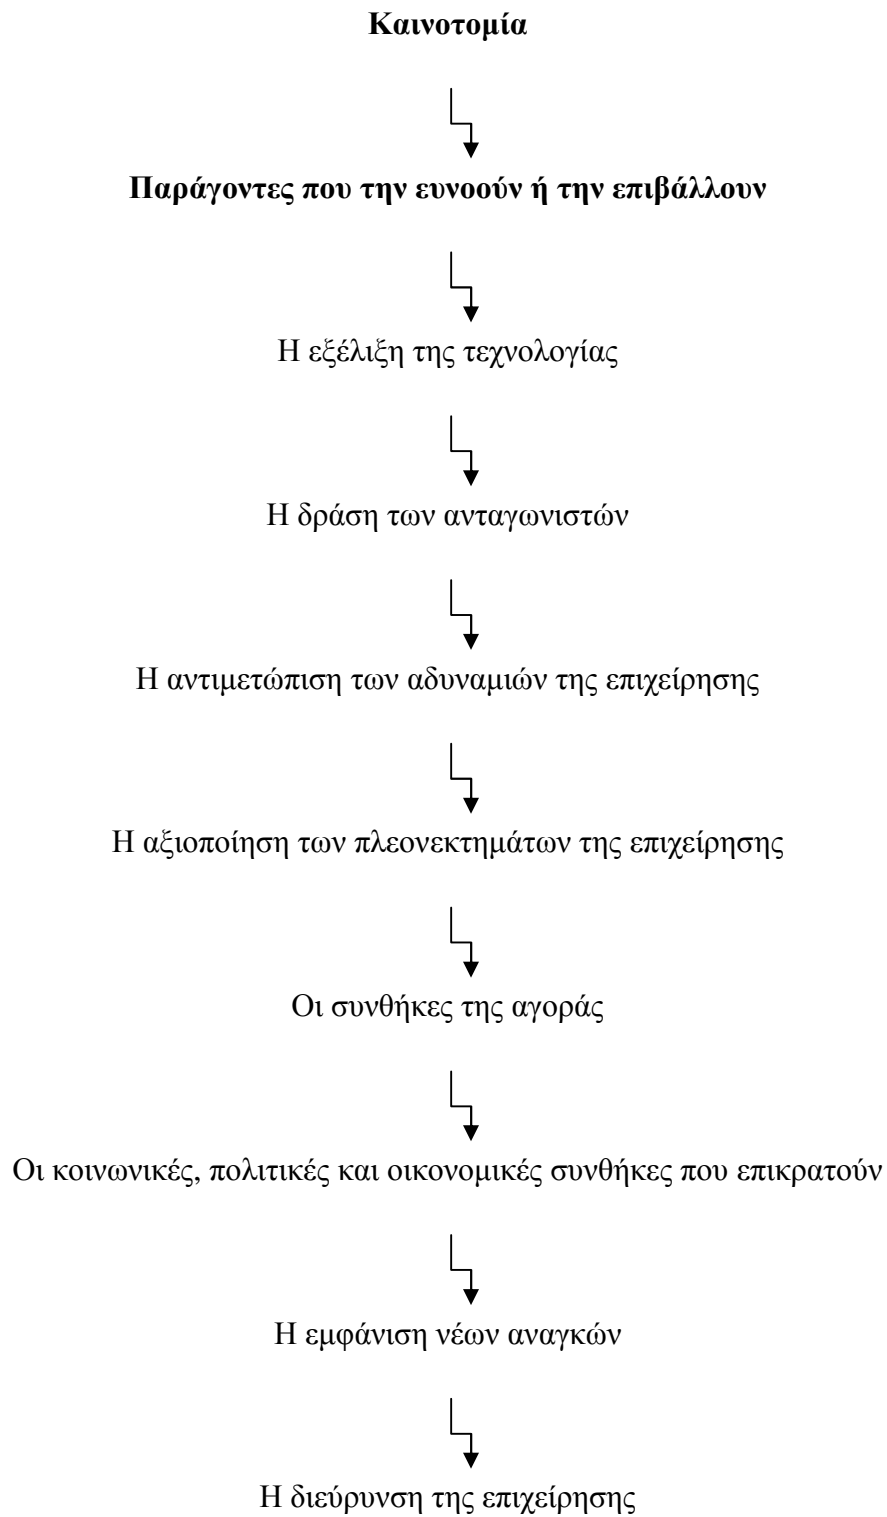 Καινοτομία
Παράγοντες που την ευνοούν ή την επιβάλλουν
Η εξέλιξη της τεχνολογίας
Η δράση των ανταγωνιστών
Η αντιμετώπιση των αδυναμιών της επιχείρησης
Η αξιοποίηση των πλεονεκτημάτων της επιχείρησης
Οι συνθήκες της αγοράς
Οι κοινωνικές, πολιτικές και οικονομικές συνθήκες που επικρατούν
Η εμφάνιση νέων αναγκών
Η διεύρυνση της επιχείρησης